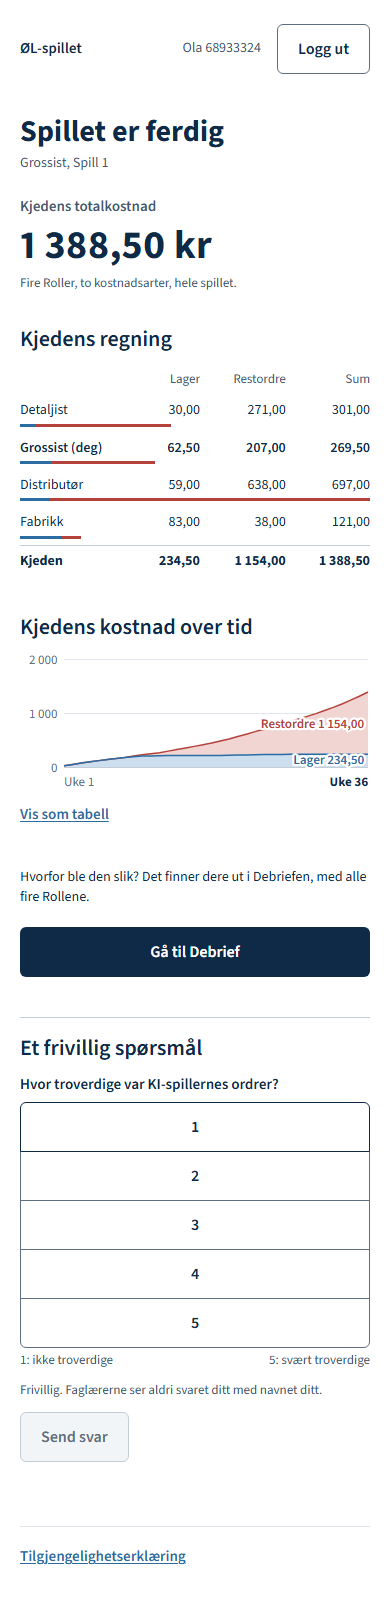 ØL-spillet
Ola 68933324
Logg ut
Spillet er ferdig
Grossist, Spill 1
Kjedens totalkostnad
1 388,50 kr
Fire Roller, to kostnadsarter, hele spillet.
Kjedens regning
Lager Restordre Sum
Detaljist 30,00 271,00 301,00
Grossist (deg) 62,50 207,00 269,50
Distributør 59,00 638,00 697,00
Fabrikk 83,00 38,00 121,00
Kjeden 234,50 1 154,00 1 388,50
Kjedens kostnad over tid
2 000
1 000
Restordre 1 154,00
Lager 234,50
0
Uke 1 Uke 36
Vis som tabell
Hvorfor ble den slik? Det finner dere ut i Debriefen, med alle
fire Rollene.
Gå til Debrief
Et frivillig spørsmål
Hvor troverdige var KI-spillernes ordrer?
1
2
3
4
5
1: ikke troverdige 5: svært troverdige
Frivillig. Faglærerne ser aldri svaret ditt med navnet ditt.
Send svar
Tilgjengelighetserklæring